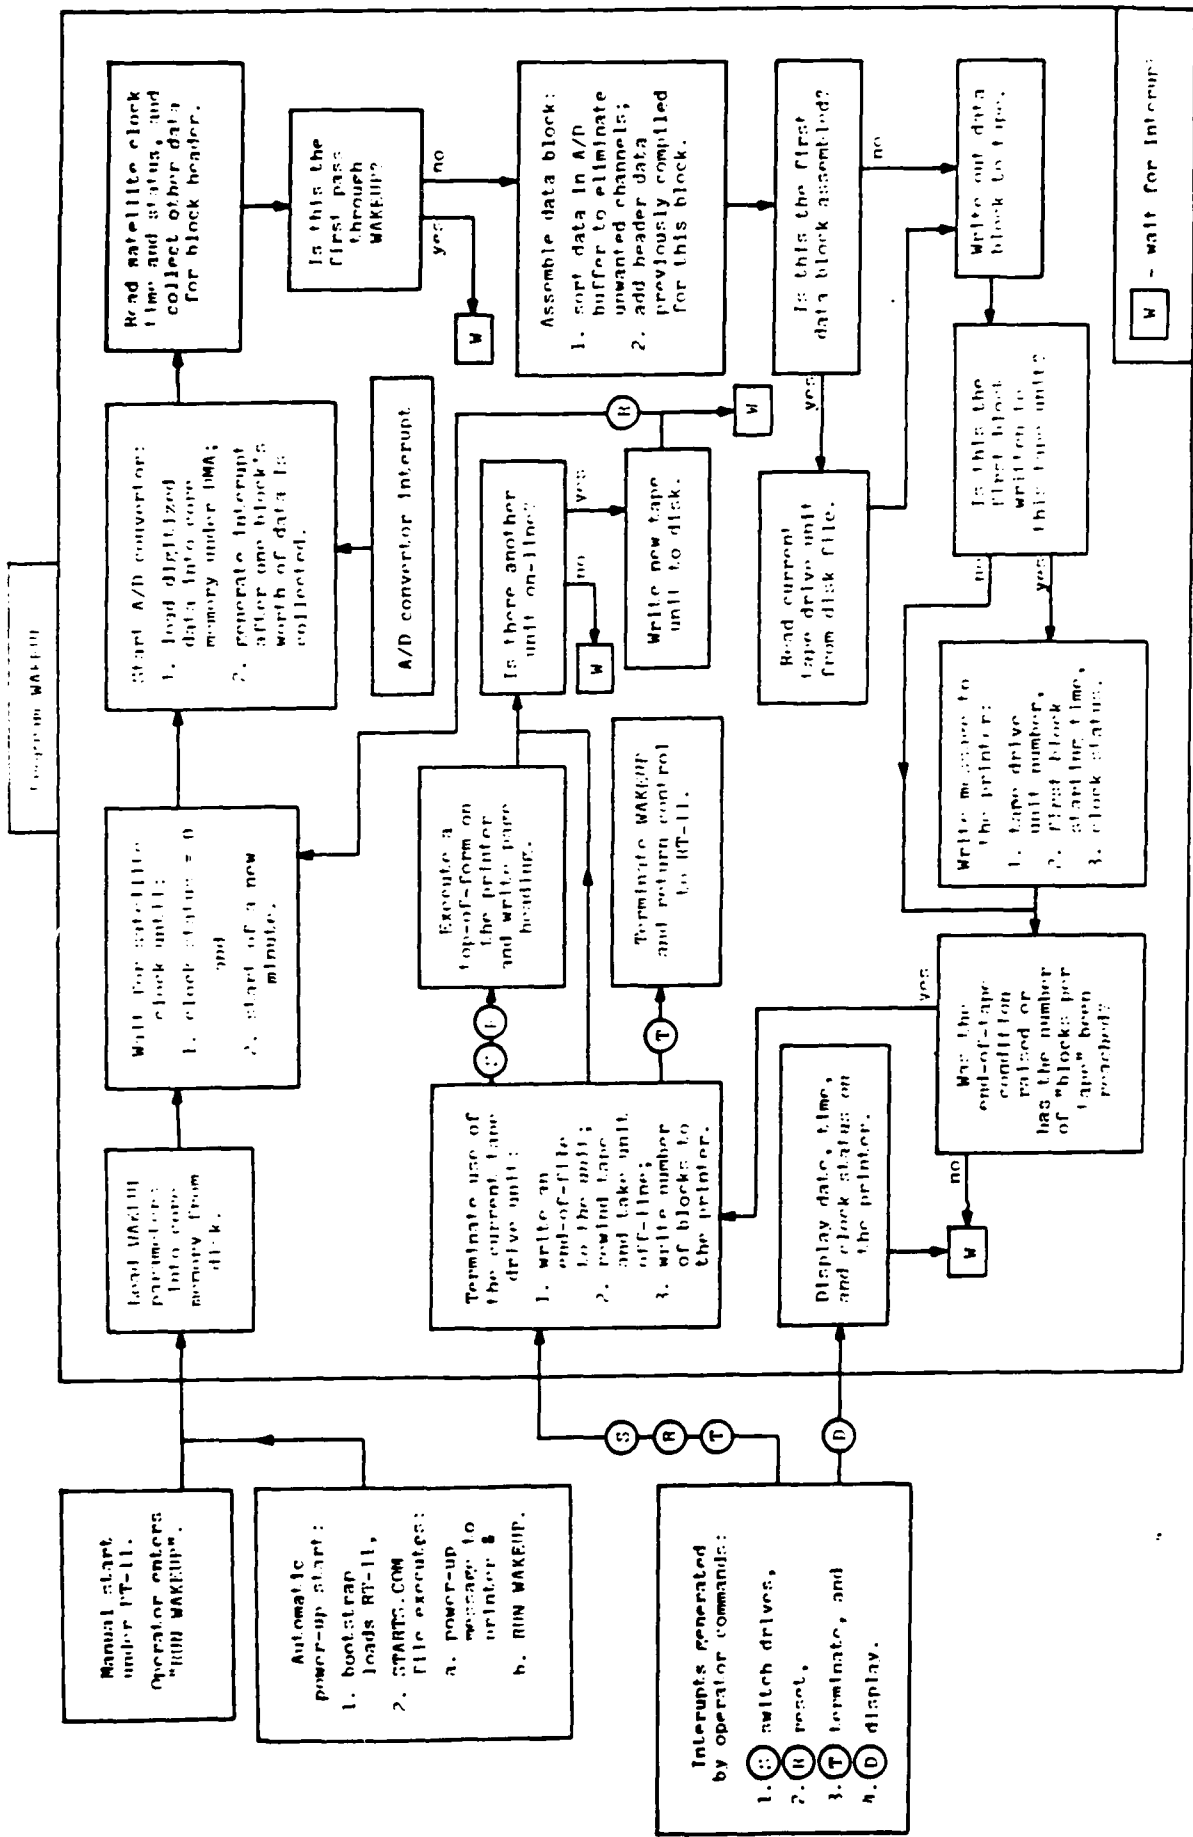 Program WAKEUP
Manual start
under RT-11.
Operator enters
"RUN WAKEUP".
Automatic
power-up start:
1. bootstrap
loads RT-11,
2. STARTS.COM
file executes:
a. power-up
message to
printer &
b. RUN WAKEUP.
Interupts generated
by operator commands:
1. S switch drives,
2. R reset,
3. T terminate, and
4. D display.
Load WAKEUP
parameters
into core
memory from
disk.
Wait for satellite
clock until:
1. clock status = 0
and
2. start of a new
minute.
Start A/D convertor:
1. load digitized
data into core
memory under DMA;
2. generate interupt
after one block's
worth of data is
collected.
A/D convertor interupt
Read satellite clock
time and status, and
collect other data
for block header.
Is this the
first pass
through
WAKEUP?
no
yes
W
Assemble data block:
1. sort data in A/D
buffer to eliminate
unwanted channels;
2. add header data
previously compiled
for this block.
Is this the first
data block assembled?
yes
no
Read current
tape drive unit
from disk file.
Write out data
block to tape.
Is this the
first block
written to
this tape unit?
no
yes
Write message to
the printer:
1. tape drive
unit number,
2. first block
starting time,
3. clock status.
Was the
end-of-tape
condition
raised or
has the number
of "blocks per
tape" been
reached?
yes
no
W
S
R
T
Terminate use of
the current tape
drive unit:
1. write an
end-of-file
to the unit;
2. rewind tape
and take unit
off-line;
3. write number
of blocks to
the printer.
S
R
Execute a
top-of-form on
the printer
and write page
heading.
T
Terminate WAKEUP
and return control
to RT-11.
Is there another
unit on-line?
no
yes
W
Write new tape
unit to disk.
R
W
D
Display date, time,
and clock status on
the printer.
W - wait for interupt